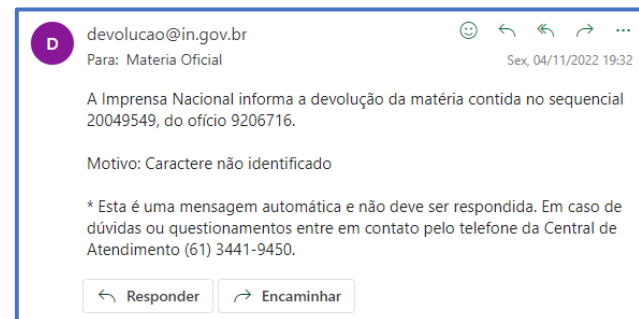 D
devolucao@in.gov.br
Para: Materia Oficial
Sex, 04/11/2022 19:32
A Imprensa Nacional informa a devolução da matéria contida no sequencial
20049549, do ofício 9206716.
Motivo: Caractere não identificado
* Esta é uma mensagem automática e não deve ser respondida. Em caso de
dúvidas ou questionamentos entre em contato pelo telefone da Central de
Atendimento (61) 3441-9450.
Responder
Encaminhar